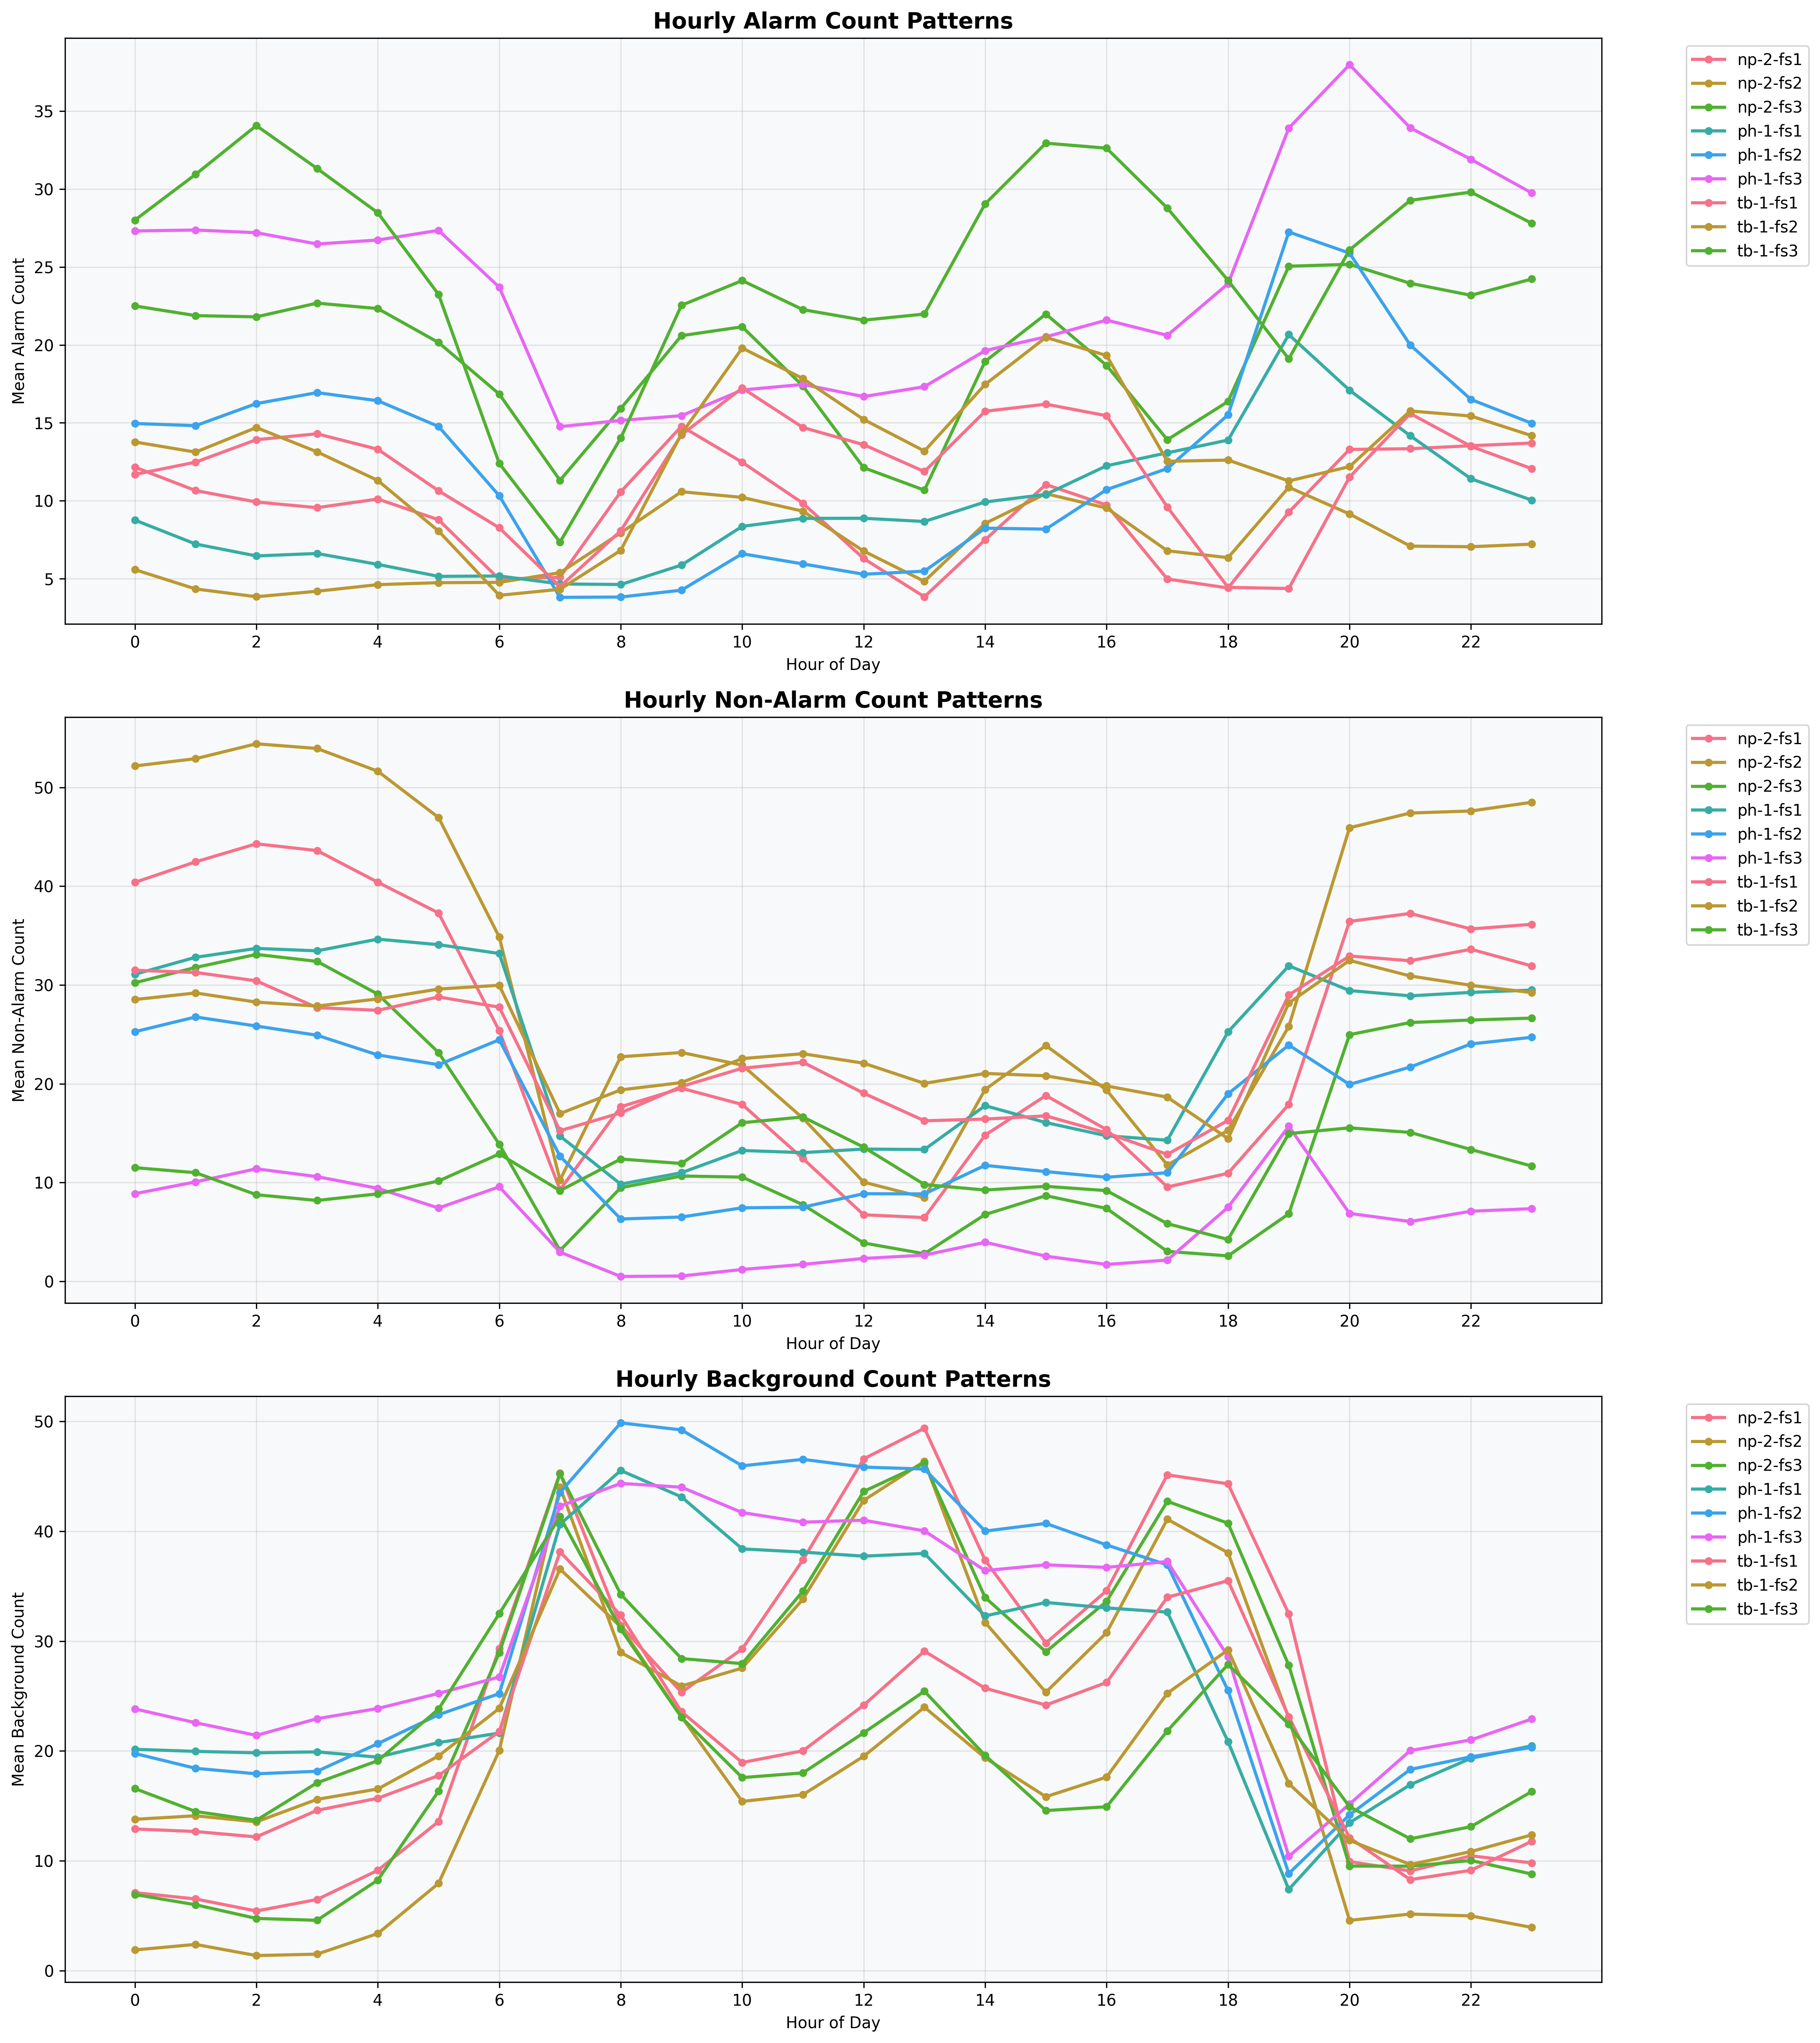 Hourly Alarm Count Patterns
Mean Alarm Count
35
30
25
20
15
10
5
0 2 4 6 8 10 12 14 16 18 20 22
Hour of Day
np-2-fs1
np-2-fs2
np-2-fs3
ph-1-fs1
ph-1-fs2
ph-1-fs3
tb-1-fs1
tb-1-fs2
tb-1-fs3
Hourly Non-Alarm Count Patterns
Mean Non-Alarm Count
50
40
30
20
10
0
0 2 4 6 8 10 12 14 16 18 20 22
Hour of Day
np-2-fs1
np-2-fs2
np-2-fs3
ph-1-fs1
ph-1-fs2
ph-1-fs3
tb-1-fs1
tb-1-fs2
tb-1-fs3
Hourly Background Count Patterns
Mean Background Count
50
40
30
20
10
0
0 2 4 6 8 10 12 14 16 18 20 22
Hour of Day
np-2-fs1
np-2-fs2
np-2-fs3
ph-1-fs1
ph-1-fs2
ph-1-fs3
tb-1-fs1
tb-1-fs2
tb-1-fs3